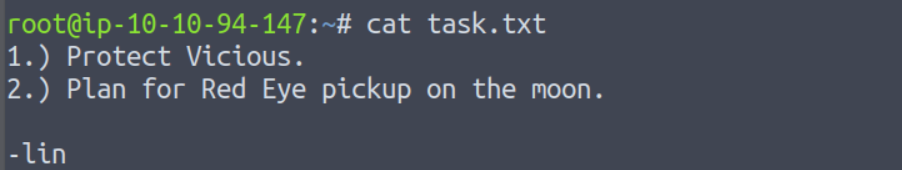 root@ip-10-10-94-147:~# cat task.txt
1.) Protect Vicious.
2.) Plan for Red Eye pickup on the moon.
-lin